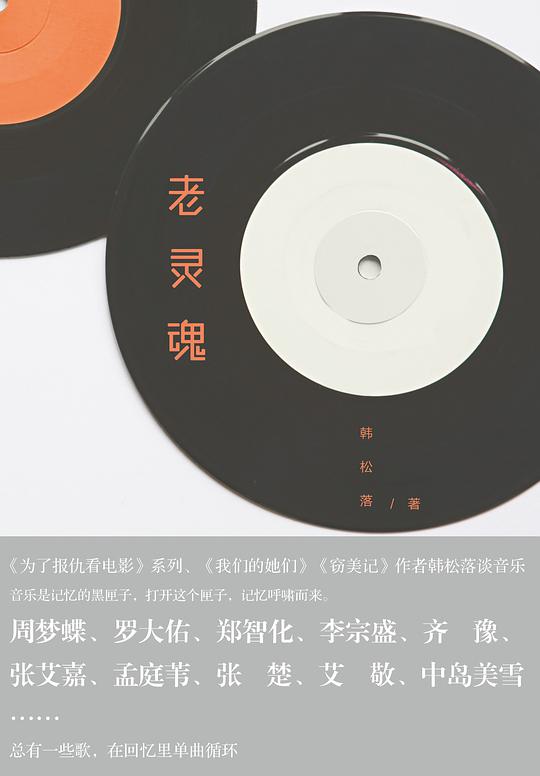 老灵魂
韩松落 / 著
《为了报仇看电影》系列、《我们的她们》《窃美记》作者韩松落谈音乐
音乐是记忆的黑匣子，打开这个匣子，记忆呼啸而来。
周梦蝶、罗大佑、郑智化、李宗盛、齐　豫、
张艾嘉、孟庭苇、张　楚、艾　敬、中岛美雪
……
总有一些歌，在回忆里单曲循环